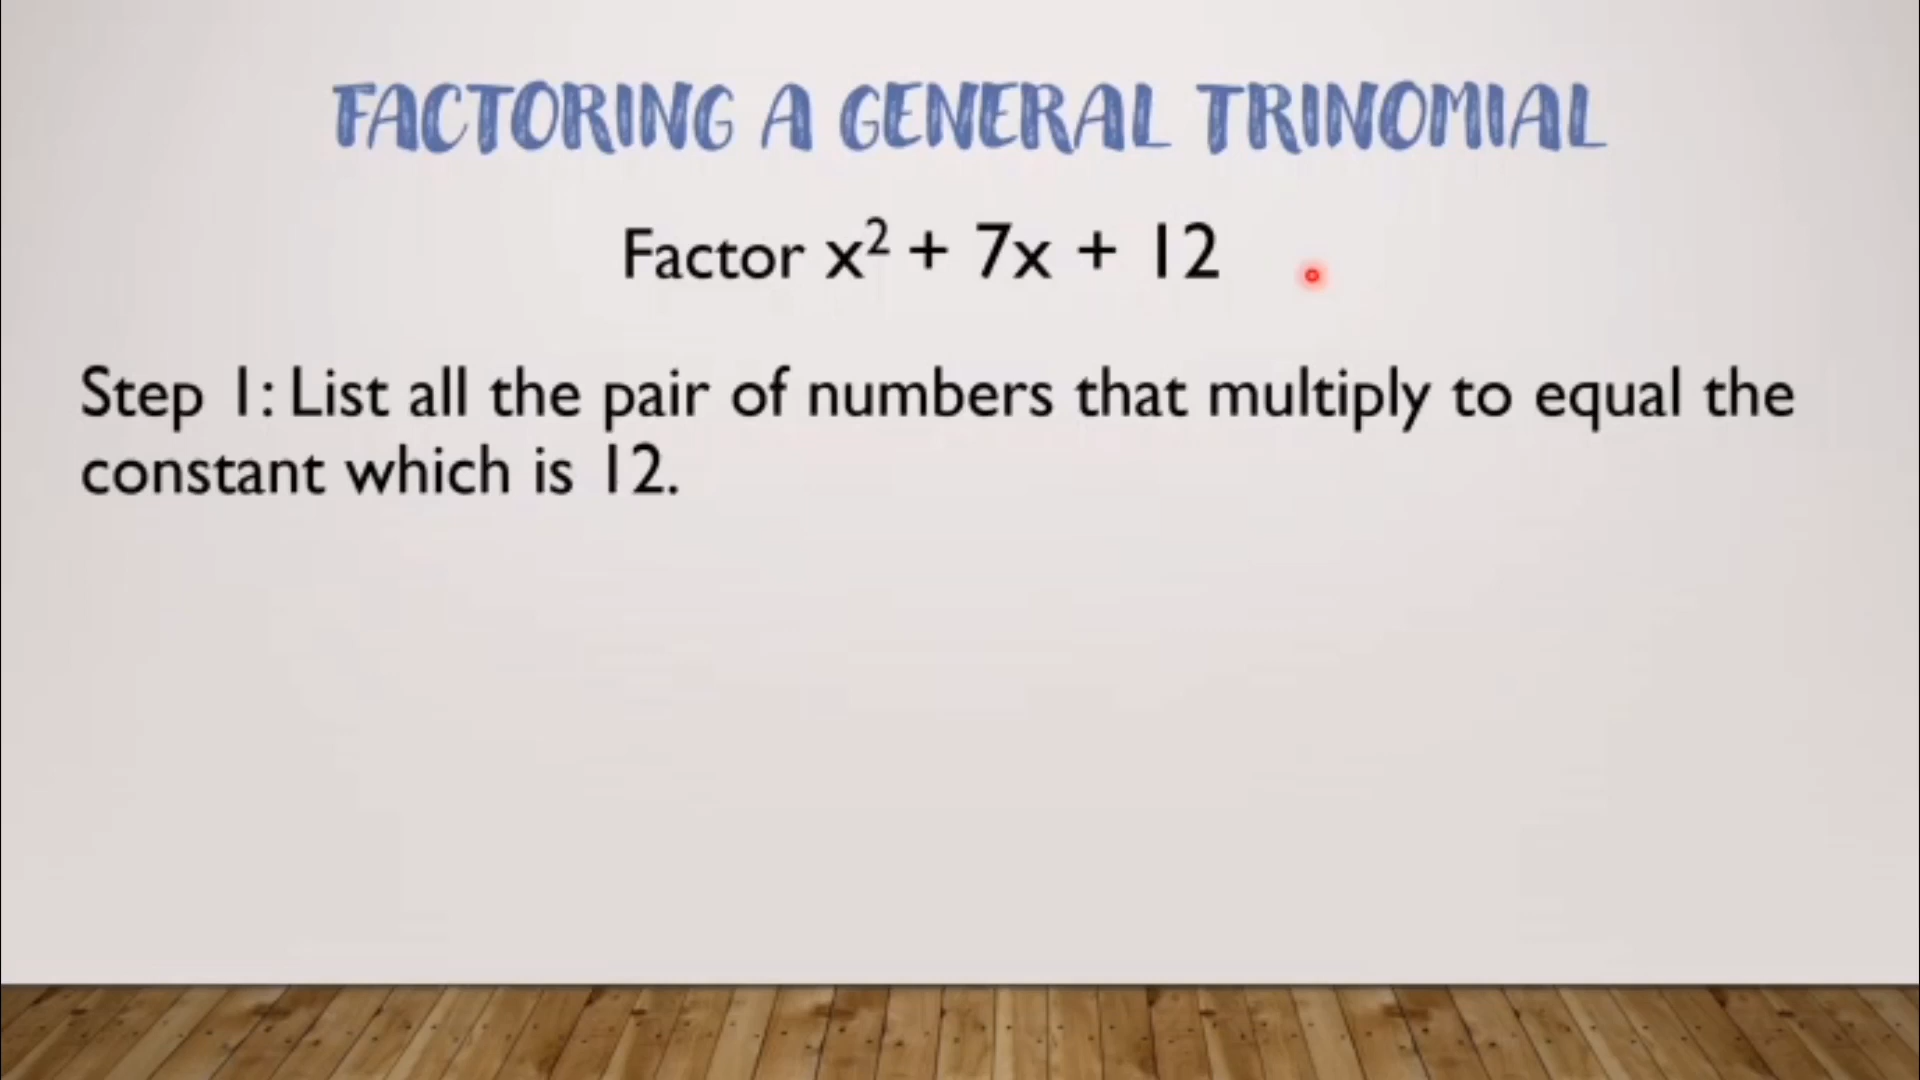 FACTORING A GENERAL TRINOMIAL
Factor x² + 7x + 12
Step 1: List all the pair of numbers that multiply to equal the
constant which is 12.